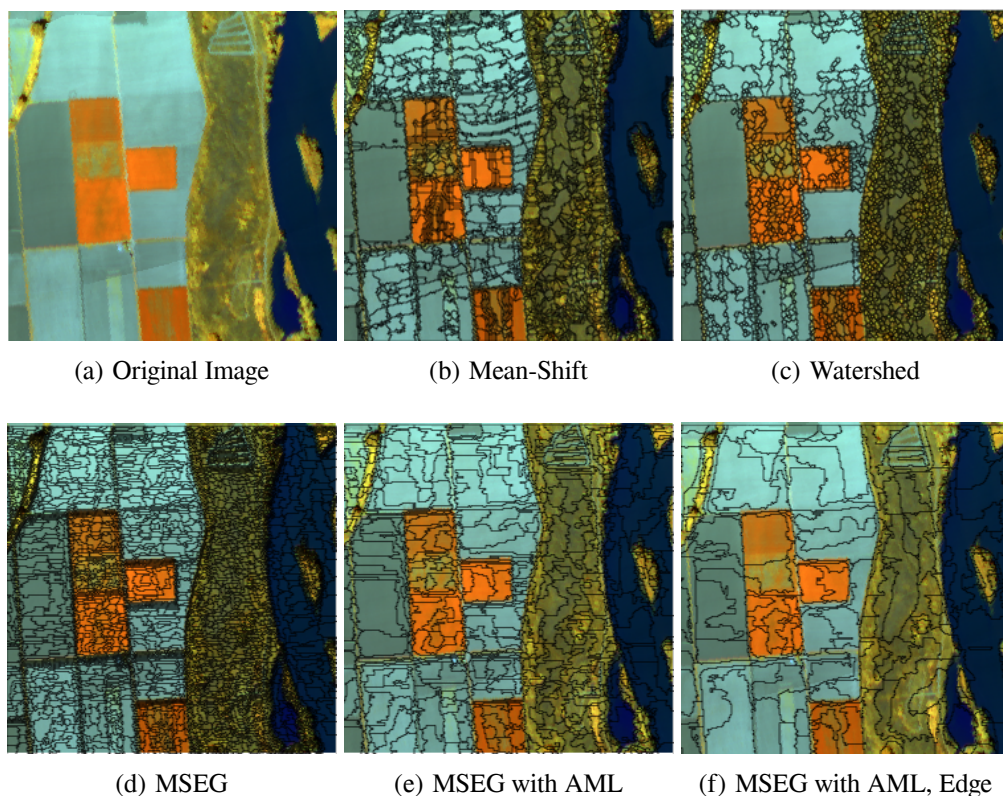 (a) Original Image
(b) Mean-Shift
(c) Watershed
(d) MSEG
(e) MSEG with AML
(f) MSEG with AML, Edge